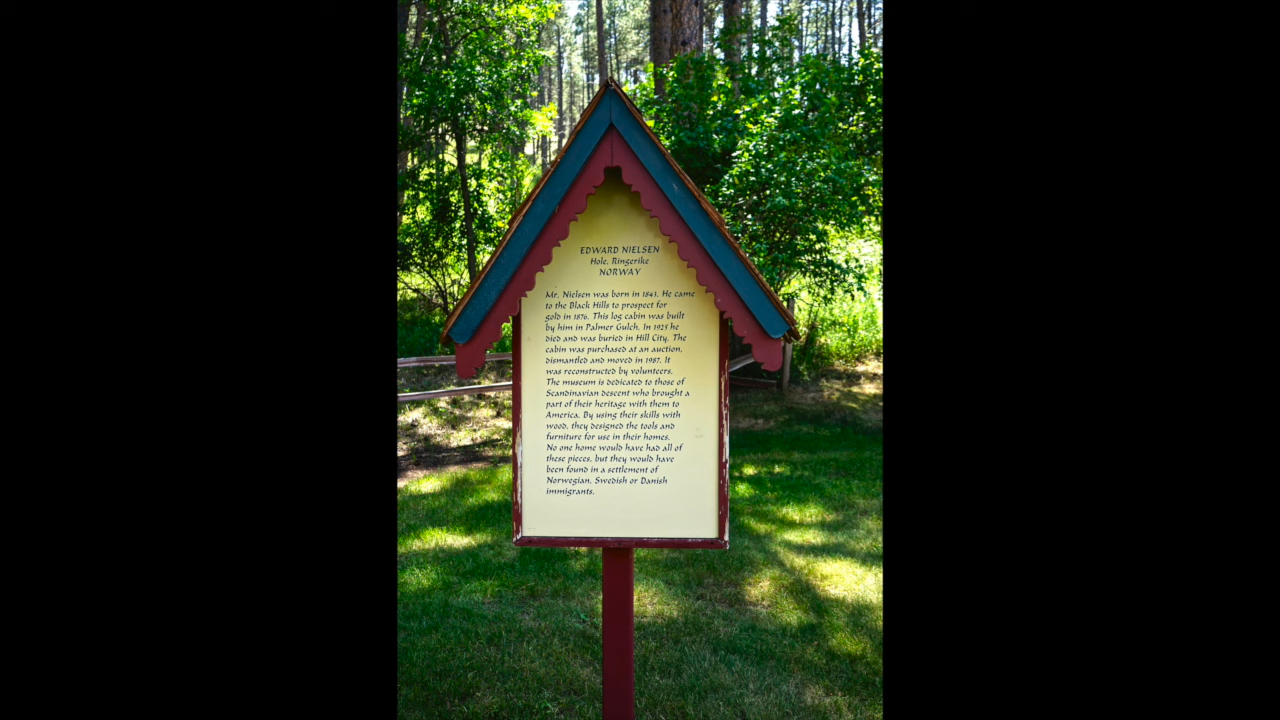 EDWARD NIELSEN
Hole, Ringerike
NORWAY
Mr. Nielsen was born in 1843. He came
to the Black Hills to prospect for
gold in 1876. This log cabin was built
by him in Palmer Gulch. In 1925 he
died and was buried in Hill City. The
cabin was purchased at an auction,
dismantled and moved in 1987. It
was reconstructed by volunteers.
The museum is dedicated to those of
Scandinavian descent who brought a
part of their heritage with them to
America. By using their skills with
wood, they designed the tools and
furniture for use in their homes.
No one home would have had all of
these pieces, but they would have
been found in a settlement of
Norwegian, Swedish or Danish
immigrants.